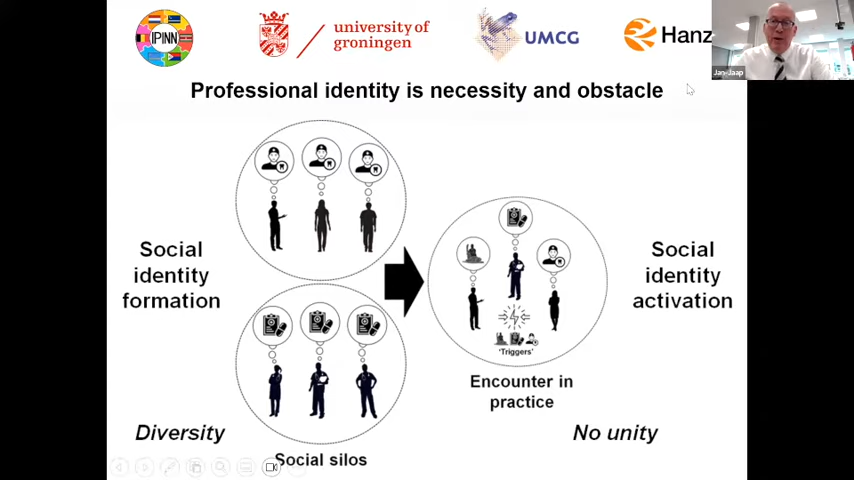 IPINN
university of
groningen
UMCG
Hanz
Jan-Jaap
Professional identity is necessity and obstacle
Social
identity
formation
Social
identity
activation
'Triggers'
Encounter in
practice
Diversity
No unity
Social silos